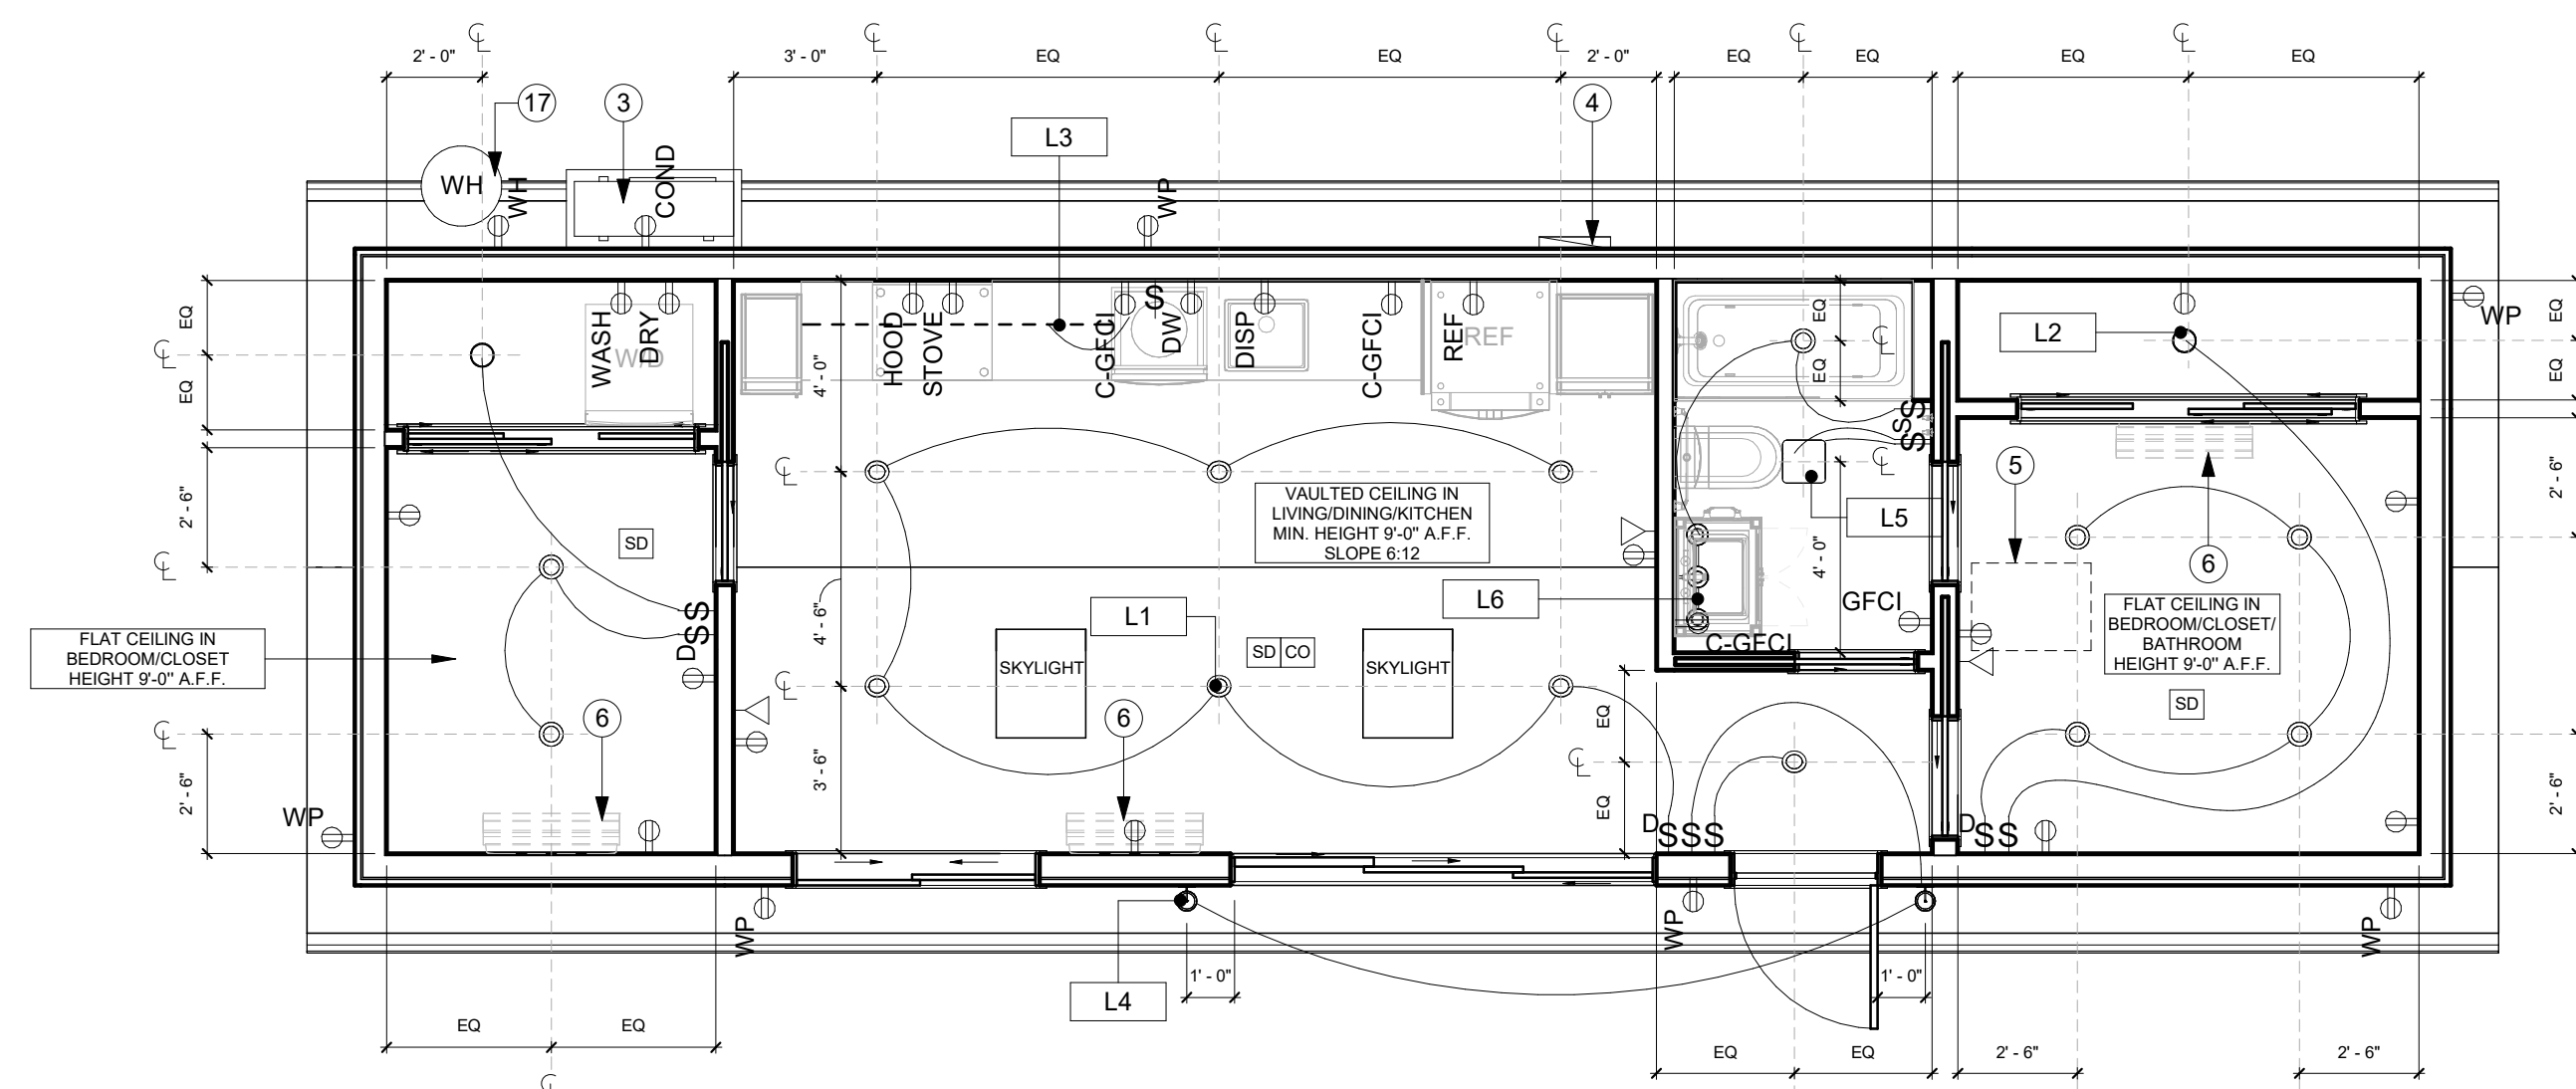 2' - 0"
3' - 0"
EQ
EQ
2' - 0"
EQ
EQ
EQ
EQ
17
3
4
L3
WH
WH
COND
WP
WP
L2
EQ
EQ
WASH
DRY
W/D
HOOD
STOVE
C-GFCI
S
DW
DISP
C-GFCI
REF
REF
EQ
EQ
EQ
EQ
4' - 0"
SS
S
2' - 6"
SD
VAULTED CEILING IN
LIVING/DINING/KITCHEN
MIN. HEIGHT 9'-0" A.F.F.
SLOPE 6:12
L5
5
6
2' - 6"
4' - 0"
L6
GFCI
C-GFCI
L1
4' - 6"
FLAT CEILING IN
BEDROOM/CLOSET
HEIGHT 9'-0" A.F.F.
DSS
SKYLIGHT
SD CO
SKYLIGHT
FLAT CEILING IN
BEDROOM/CLOSET/
BATHROOM
HEIGHT 9'-0" A.F.F.
SD
6
6
EQ
EQ
2' - 6"
3' - 6"
2' - 6"
WP
DSSS
DSS
WP
WP
WP
L4
1' - 0"
1' - 0"
EQ
EQ
EQ
EQ
2' - 6"
2' - 6"